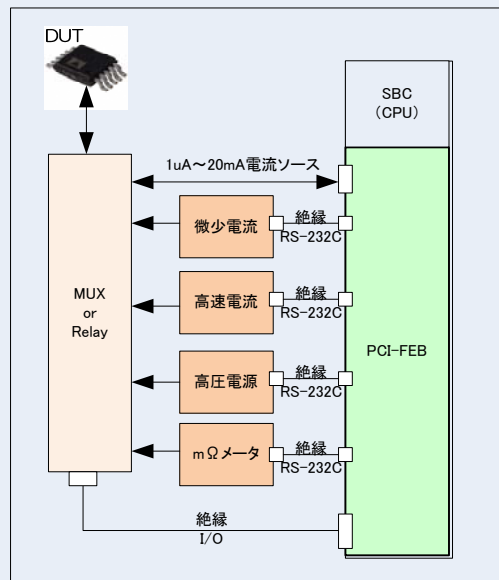 DUT
SBC
(CPU)
1uA～20mA電流ソース
微少電流
絶縁
RS-232C
高速電流
絶縁
RS-232C
MUX
or
Relay
PCI-FEB
高圧電源
絶縁
RS-232C
mΩメータ
絶縁
RS-232C
絶縁
I/O